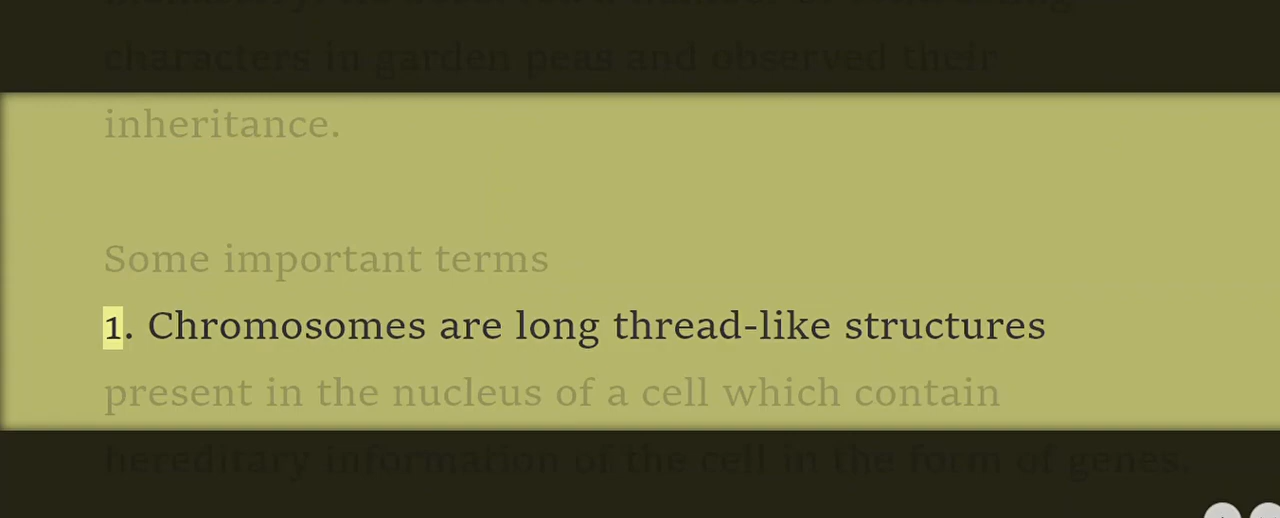 characters in garden peas and observed their
inheritance.
Some important terms
1. Chromosomes are long thread-like structures
present in the nucleus of a cell which contain
hereditary information of the cell in the form of genes.